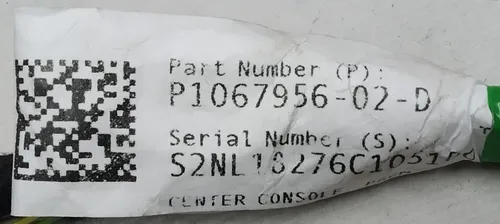 Part Number (P):
P1067956-02-D
Serial Number (S):
CENTER CONSOLE